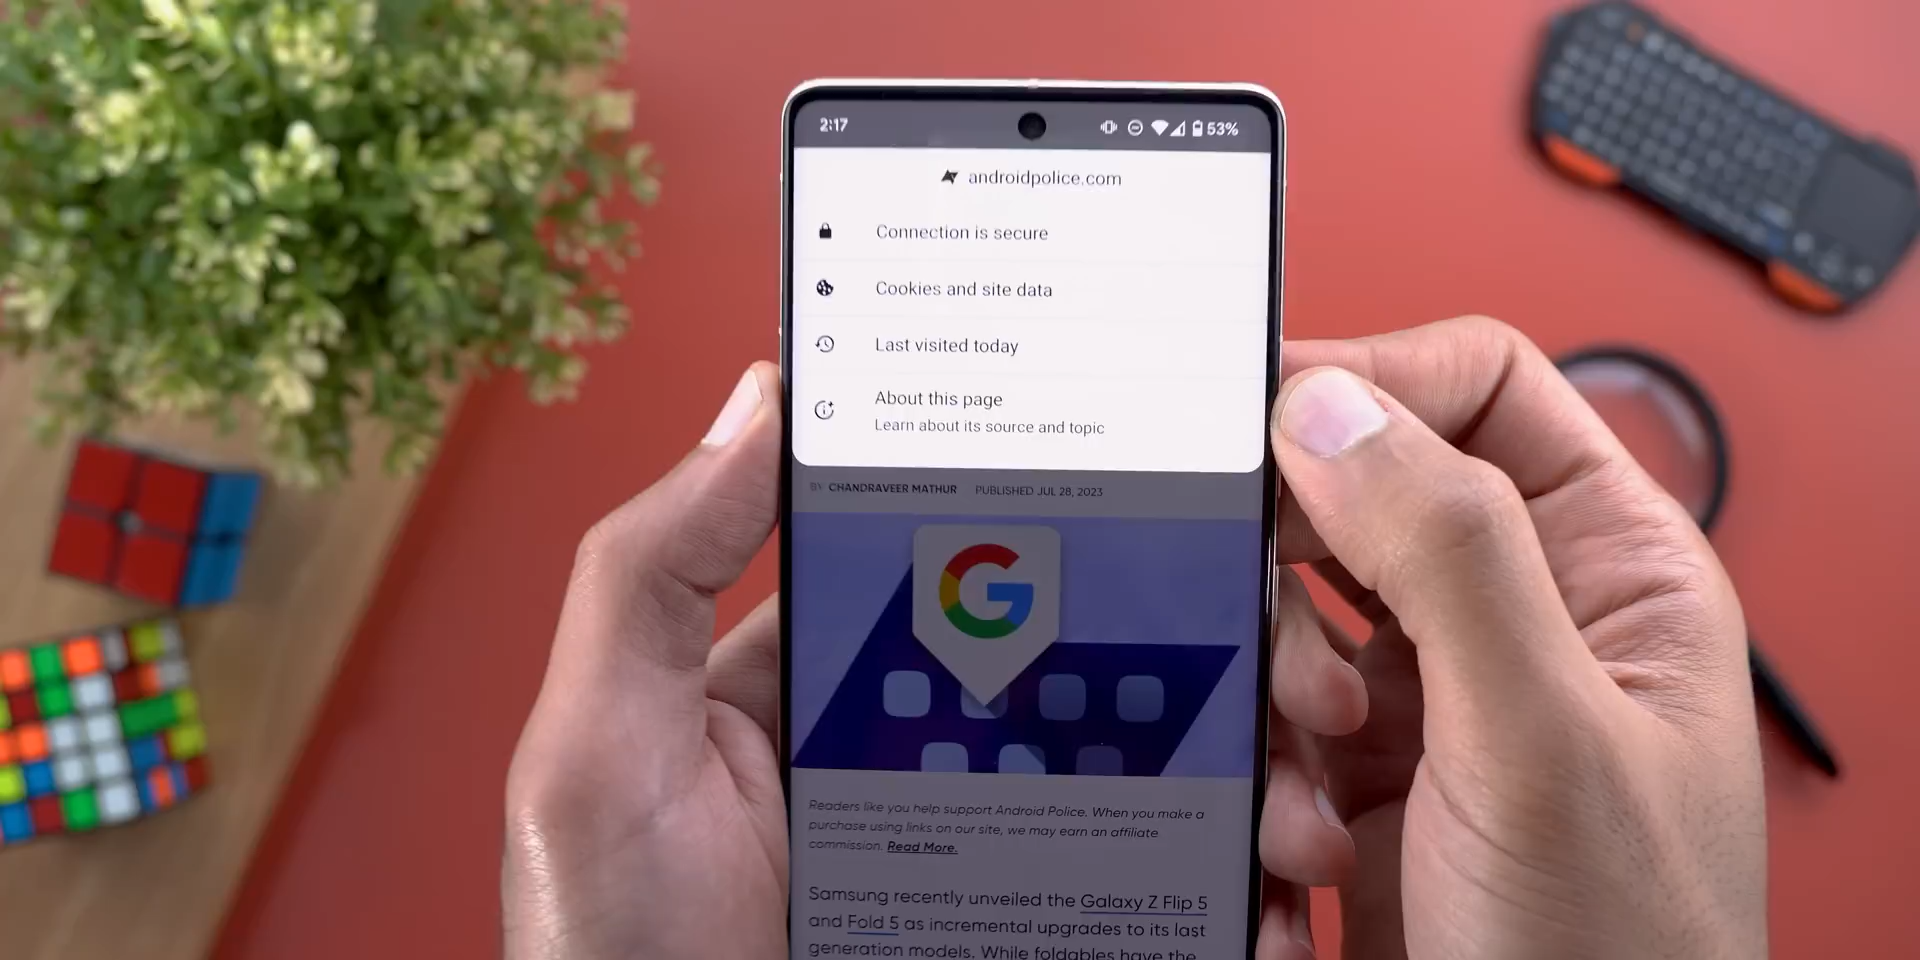 2:17
53%
androidpolice.com
Connection is secure
Cookies and site data
Last visited today
About this page
Learn about its source and topic
BY CHANDRAVEER MATHUR PUBLISHED JUL 28, 2023
G
Readers like you help support Android Police. When you make a
purchase using links on our site, we may earn an affiliate
commission. Read More.
Samsung recently unveiled the Galaxy Z Flip 5
and Fold 5 as incremental upgrades to its last
generation models. While foldables have the